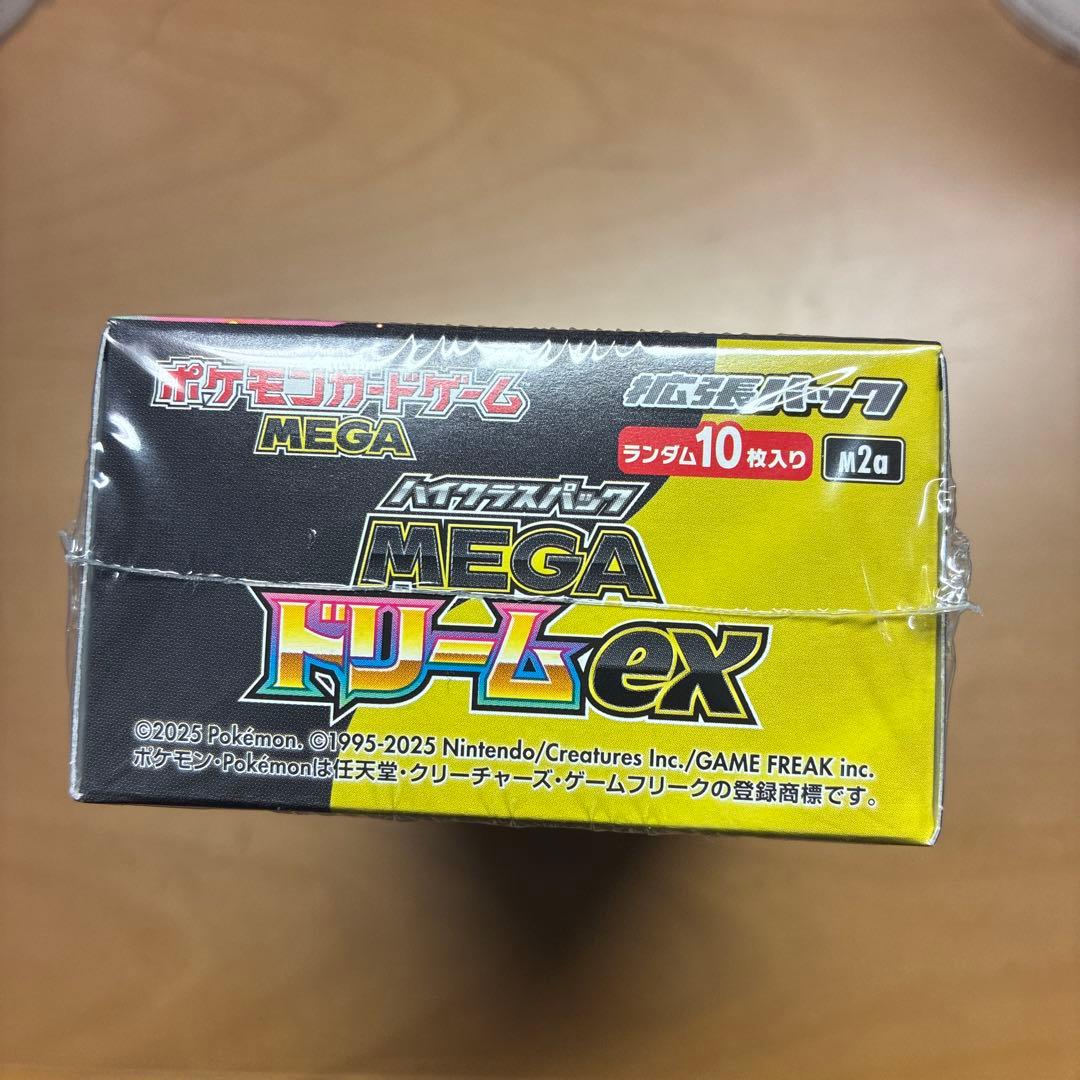 ポケモンカードゲーム
MEGA
拡張パック
ランダム10枚入り
M2a
ハイクラスパック
MEGA
ドリームex
©2025 Pokémon. ©1995-2025 Nintendo/Creatures Inc./GAME FREAK inc.
ポケモン・Pokémonは任天堂・クリーチャーズ・ゲームフリークの登録商標です。